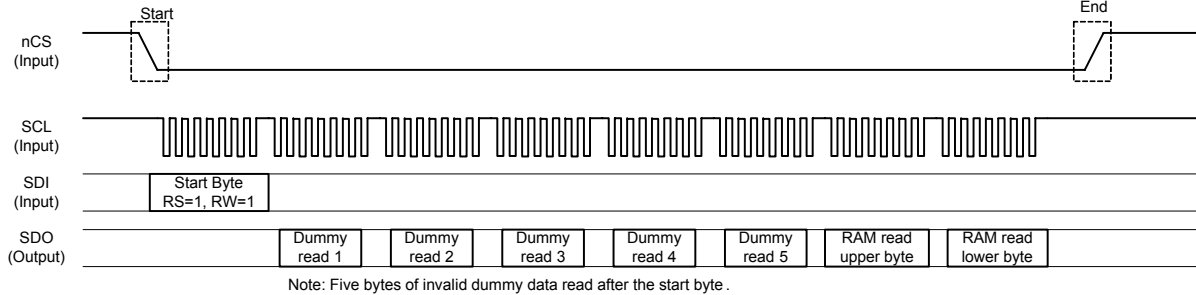 Start
End
nCS
(Input)
SCL
(Input)
SDI
(Input)
Start Byte
RS=1, RW=1
SDO
(Output)
Dummy
read 1
Dummy
read 2
Dummy
read 3
Dummy
read 4
Dummy
read 5
RAM read
upper byte
RAM read
lower byte
Note: Five bytes of invalid dummy data read after the start byte .